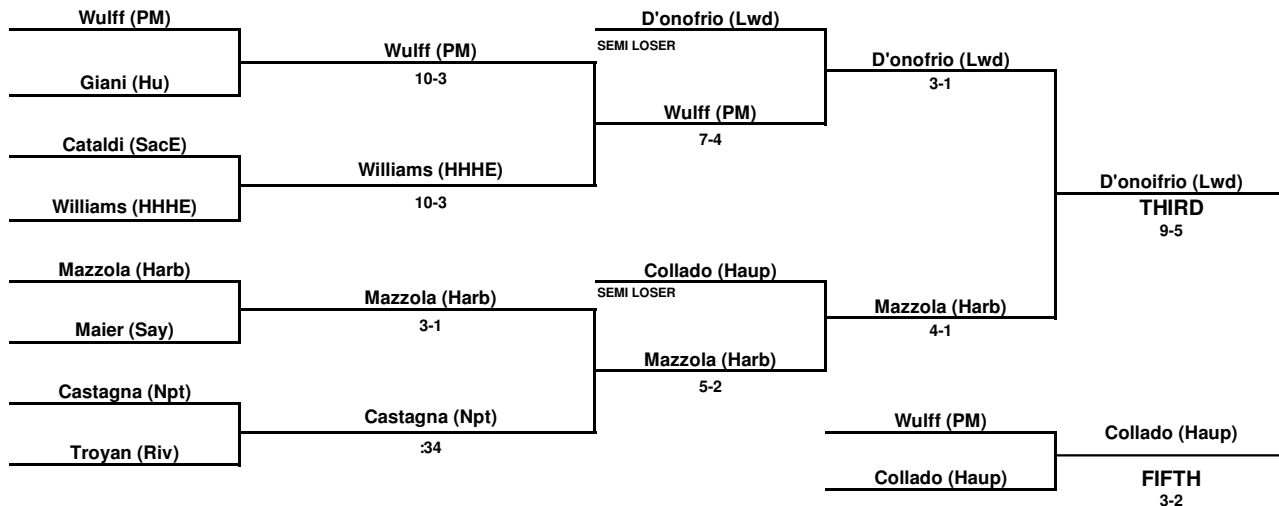 Wulff (PM)
Giani (Hu)
Cataldi (SacE)
Williams (HHHE)
Mazzola (Harb)
Maier (Say)
Castagna (Npt)
Troyan (Riv)
Wulff (PM)
10-3
Williams (HHHE)
10-3
Mazzola (Harb)
3-1
Castagna (Npt)
:34
D'onofrio (Lwd)
SEMI LOSER
Wulff (PM)
7-4
Collado (Haup)
SEMI LOSER
Mazzola (Harb)
5-2
D'onofrio (Lwd)
3-1
Mazzola (Harb)
4-1
Wulff (PM)
Collado (Haup)
D'onoifrio (Lwd)
THIRD
9-5
Collado (Haup)
FIFTH
3-2